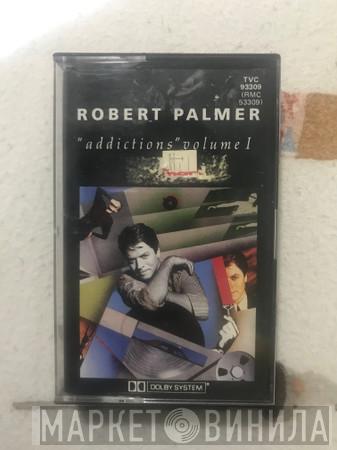 TVC
93309
(RMC
53309)
ROBERT PALMER
"addictions" volume I
DOLBY SYSTEM®
МАРКЕТ ВИНИЛА